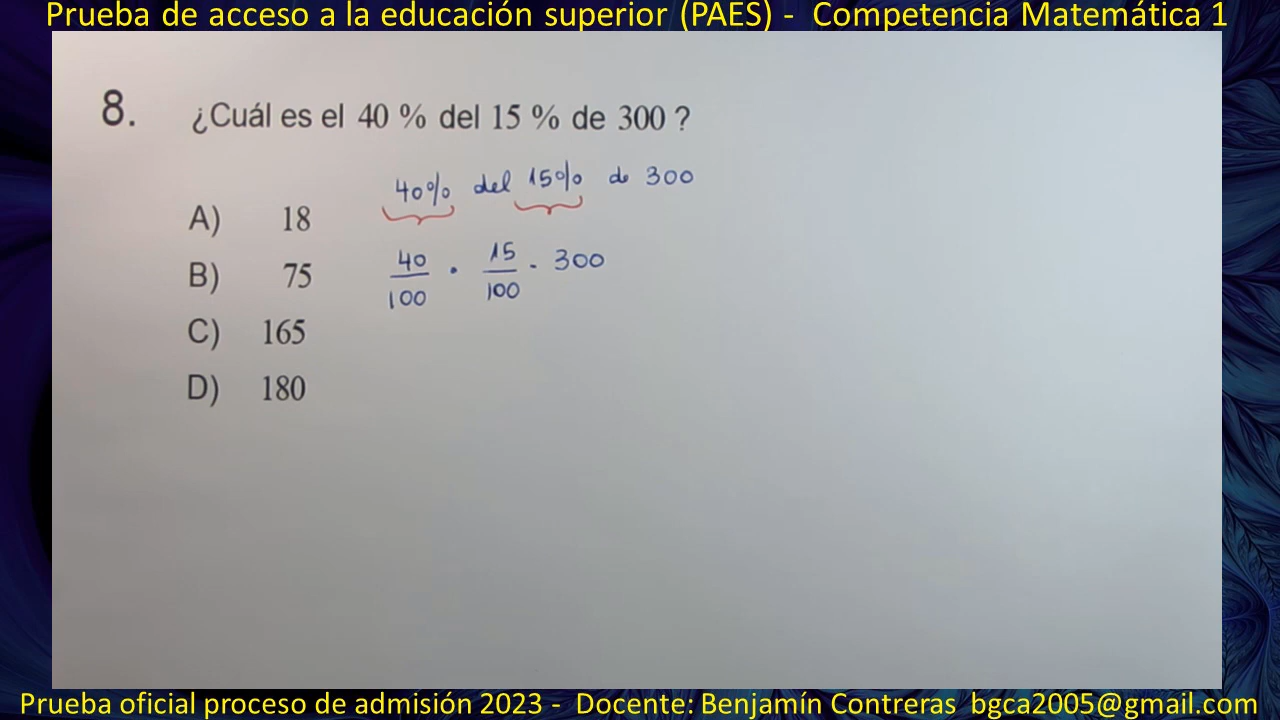 Prueba de acceso a la educación superior (PAES) - Competencia Matemática 1
8. ¿Cuál es el 40 % del 15 % de 300 ?
40% del 15% de 300
A) 18
40/100 · 15/100 · 300
B) 75
C) 165
D) 180
Prueba oficial proceso de admisión 2023 - Docente: Benjamín Contreras bgca2005@gmail.com